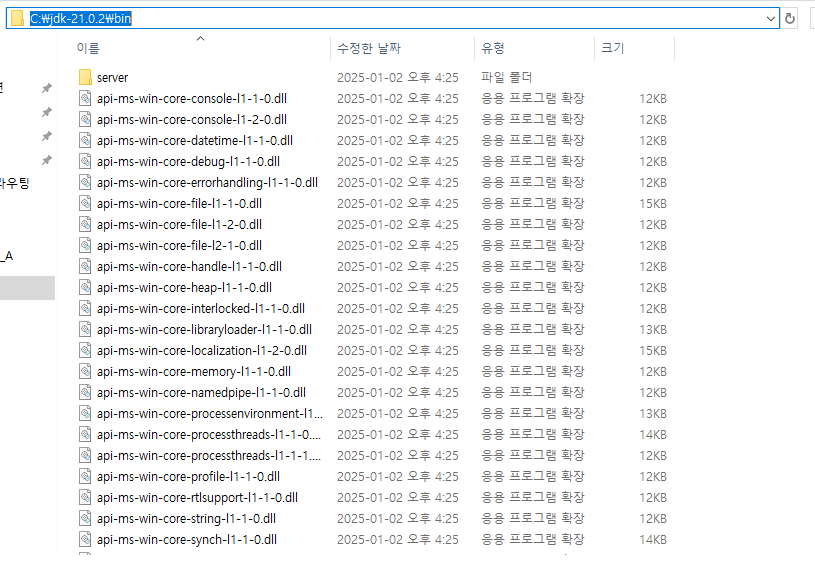 C:₩jdk-21.0.2₩bin
이름 수정한 날짜 유형 크기
server 2025-01-02 오후 4:25 파일 폴더
api-ms-win-core-console-l1-1-0.dll 2025-01-02 오후 4:25 응용 프로그램 확장 12KB
api-ms-win-core-console-l1-2-0.dll 2025-01-02 오후 4:25 응용 프로그램 확장 12KB
api-ms-win-core-datetime-l1-1-0.dll 2025-01-02 오후 4:25 응용 프로그램 확장 12KB
api-ms-win-core-debug-l1-1-0.dll 2025-01-02 오후 4:25 응용 프로그램 확장 12KB
api-ms-win-core-errorhandling-l1-1-0.dll 2025-01-02 오후 4:25 응용 프로그램 확장 12KB
라우팅
api-ms-win-core-file-l1-1-0.dll 2025-01-02 오후 4:25 응용 프로그램 확장 15KB
api-ms-win-core-file-l1-2-0.dll 2025-01-02 오후 4:25 응용 프로그램 확장 12KB
api-ms-win-core-file-l2-1-0.dll 2025-01-02 오후 4:25 응용 프로그램 확장 12KB
_A
api-ms-win-core-handle-l1-1-0.dll 2025-01-02 오후 4:25 응용 프로그램 확장 12KB
api-ms-win-core-heap-l1-1-0.dll 2025-01-02 오후 4:25 응용 프로그램 확장 12KB
api-ms-win-core-interlocked-l1-1-0.dll 2025-01-02 오후 4:25 응용 프로그램 확장 12KB
api-ms-win-core-libraryloader-l1-1-0.dll 2025-01-02 오후 4:25 응용 프로그램 확장 13KB
api-ms-win-core-localization-l1-2-0.dll 2025-01-02 오후 4:25 응용 프로그램 확장 15KB
api-ms-win-core-memory-l1-1-0.dll 2025-01-02 오후 4:25 응용 프로그램 확장 12KB
api-ms-win-core-namedpipe-l1-1-0.dll 2025-01-02 오후 4:25 응용 프로그램 확장 12KB
api-ms-win-core-processenvironment-l1... 2025-01-02 오후 4:25 응용 프로그램 확장 13KB
api-ms-win-core-processthreads-l1-1-0.... 2025-01-02 오후 4:25 응용 프로그램 확장 14KB
api-ms-win-core-processthreads-l1-1-1.... 2025-01-02 오후 4:25 응용 프로그램 확장 12KB
api-ms-win-core-profile-l1-1-0.dll 2025-01-02 오후 4:25 응용 프로그램 확장 12KB
api-ms-win-core-rtlsupport-l1-1-0.dll 2025-01-02 오후 4:25 응용 프로그램 확장 12KB
api-ms-win-core-string-l1-1-0.dll 2025-01-02 오후 4:25 응용 프로그램 확장 12KB
api-ms-win-core-synch-l1-1-0.dll 2025-01-02 오후 4:25 응용 프로그램 확장 14KB